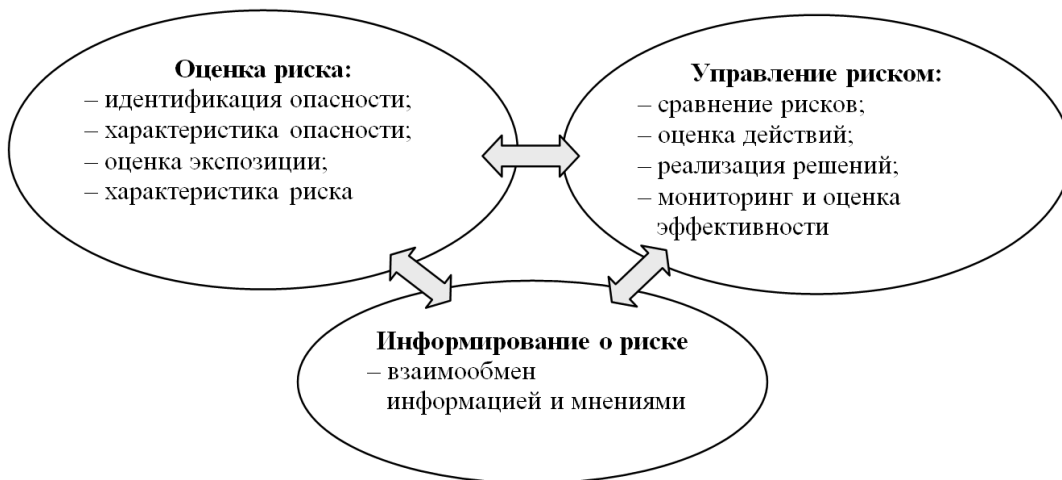 Оценка риска:
– идентификация опасности;
– характеристика опасности;
– оценка экспозиции;
– характеристика риска
Управление риском:
– сравнение рисков;
– оценка действий;
– реализация решений;
– мониторинг и оценка
эффективности
Информирование о риске
– взаимообмен
информацией и мнениями